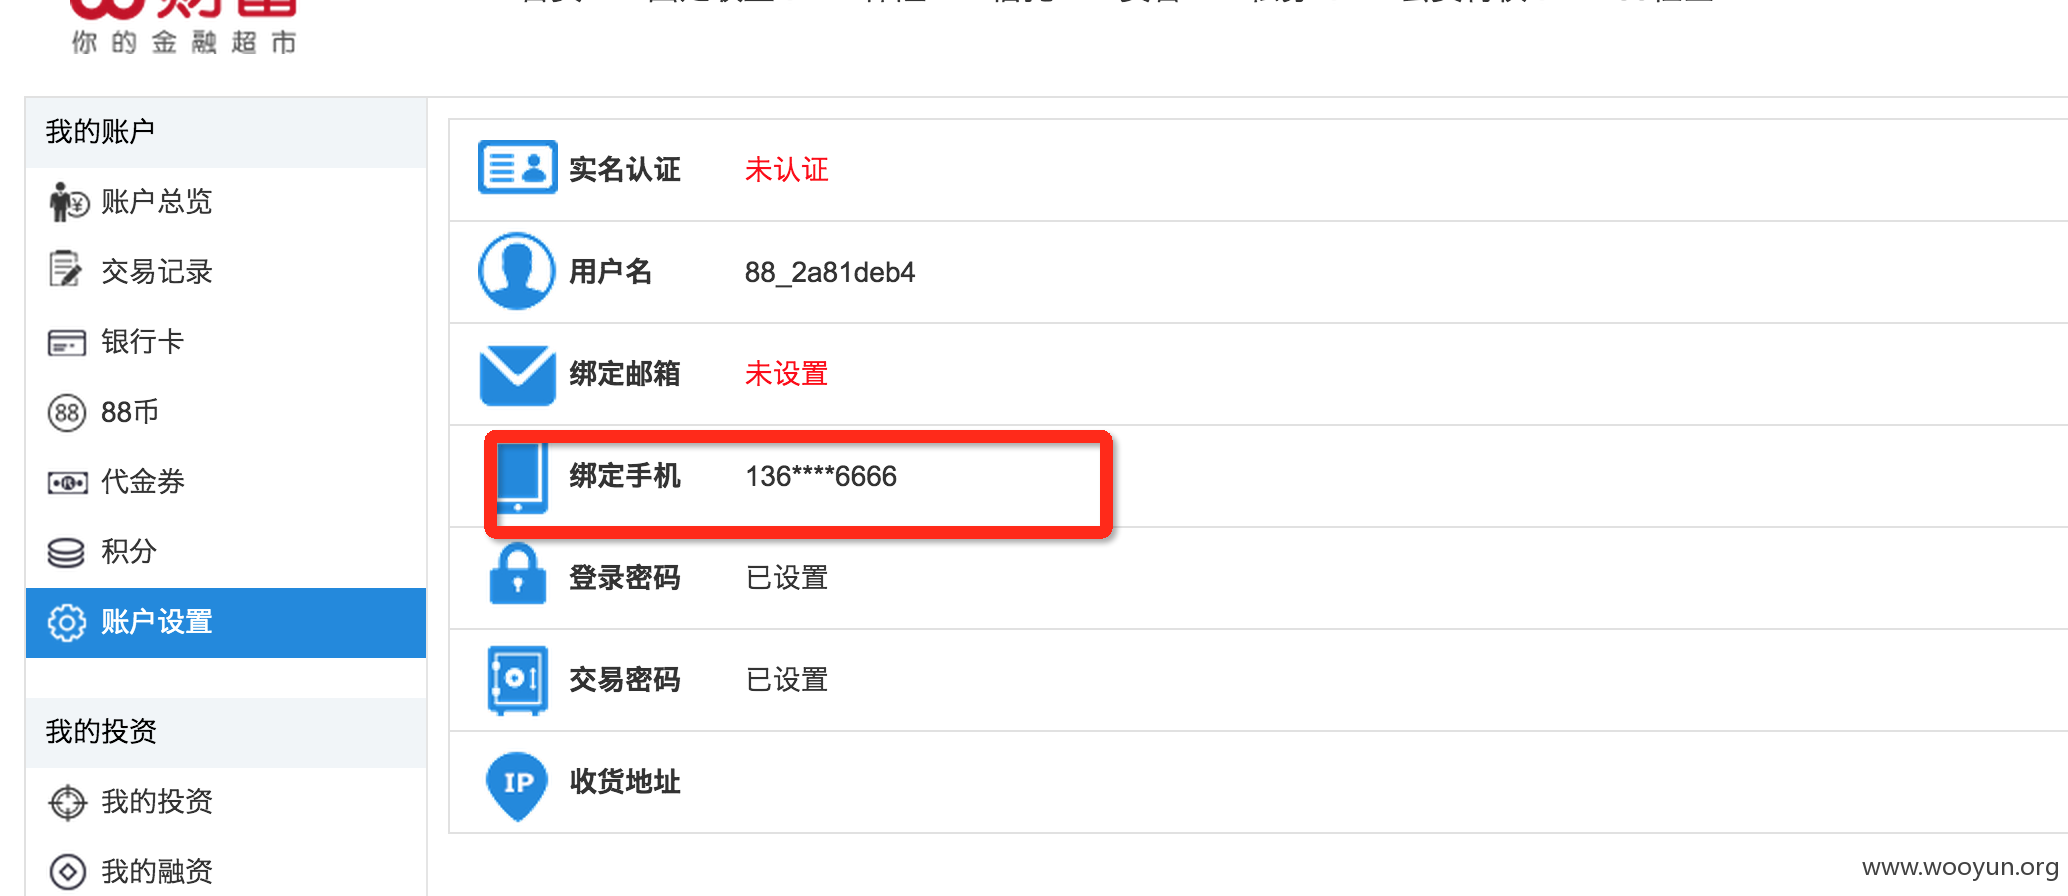 你的金融超市
我的账户
账户总览
交易记录
银行卡
88 88币
代金券
积分
账户设置
我的投资
我的投资
我的融资
实名认证 未认证
用户名 88_2a81deb4
绑定邮箱 未设置
绑定手机 136****6666
登录密码 已设置
交易密码 已设置
IP 收货地址
www.wooyun.org